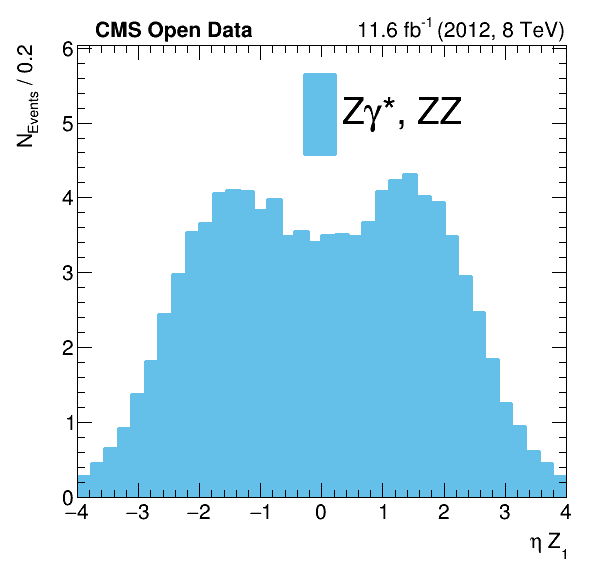 CMS Open Data
11.6 fb⁻¹ (2012, 8 TeV)
N_Events / 0.2
Zγ*, ZZ
6
5
4
3
2
1
0
−4 −3 −2 −1 0 1 2 3 4
η Z₁